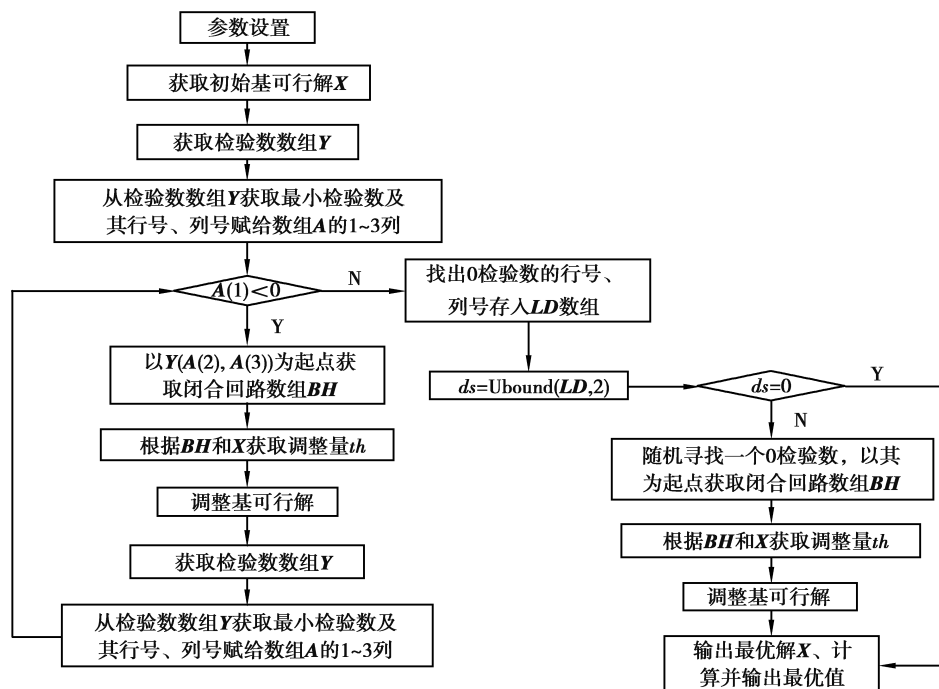 参数设置
获取初始基可行解X
获取检验数数组Y
从检验数数组Y获取最小检验数及
其行号、列号赋给数组A的1~3列
A(1)<0
N
Y
以Y(A(2), A(3))为起点获
取闭合回路数组BH
根据BH和X获取调整量th
调整基可行解
获取检验数数组Y
从检验数数组Y获取最小检验数及
其行号、列号赋给数组A的1~3列
找出0检验数的行号、
列号存入LD数组
ds=Ubound(LD,2)
ds=0
Y
N
随机寻找一个0检验数，以其
为起点获取闭合回路数组BH
根据BH和X获取调整量th
调整基可行解
输出最优解X、计
算并输出最优值